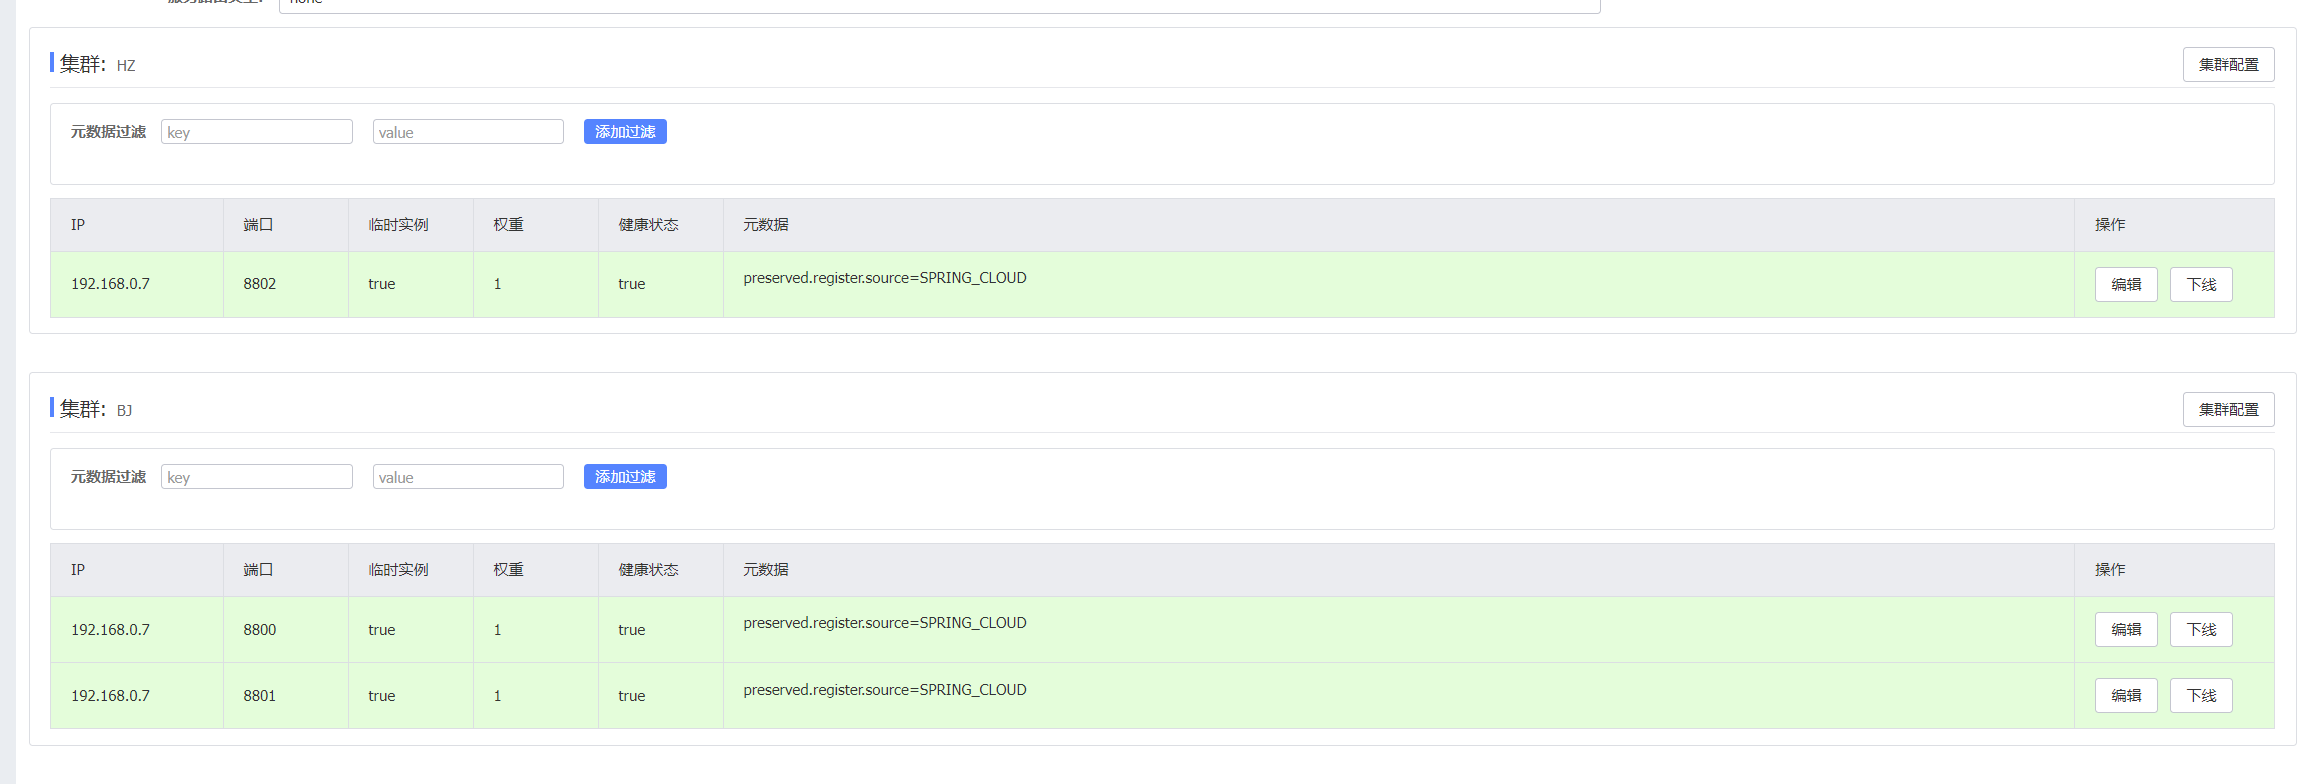 集群: HZ 集群配置
元数据过滤 key value 添加过滤
IP 端口 临时实例 权重 健康状态 元数据 操作
192.168.0.7 8802 true 1 true preserved.register.source=SPRING_CLOUD 编辑 下线
集群: BJ 集群配置
元数据过滤 key value 添加过滤
IP 端口 临时实例 权重 健康状态 元数据 操作
192.168.0.7 8800 true 1 true preserved.register.source=SPRING_CLOUD 编辑 下线
192.168.0.7 8801 true 1 true preserved.register.source=SPRING_CLOUD 编辑 下线